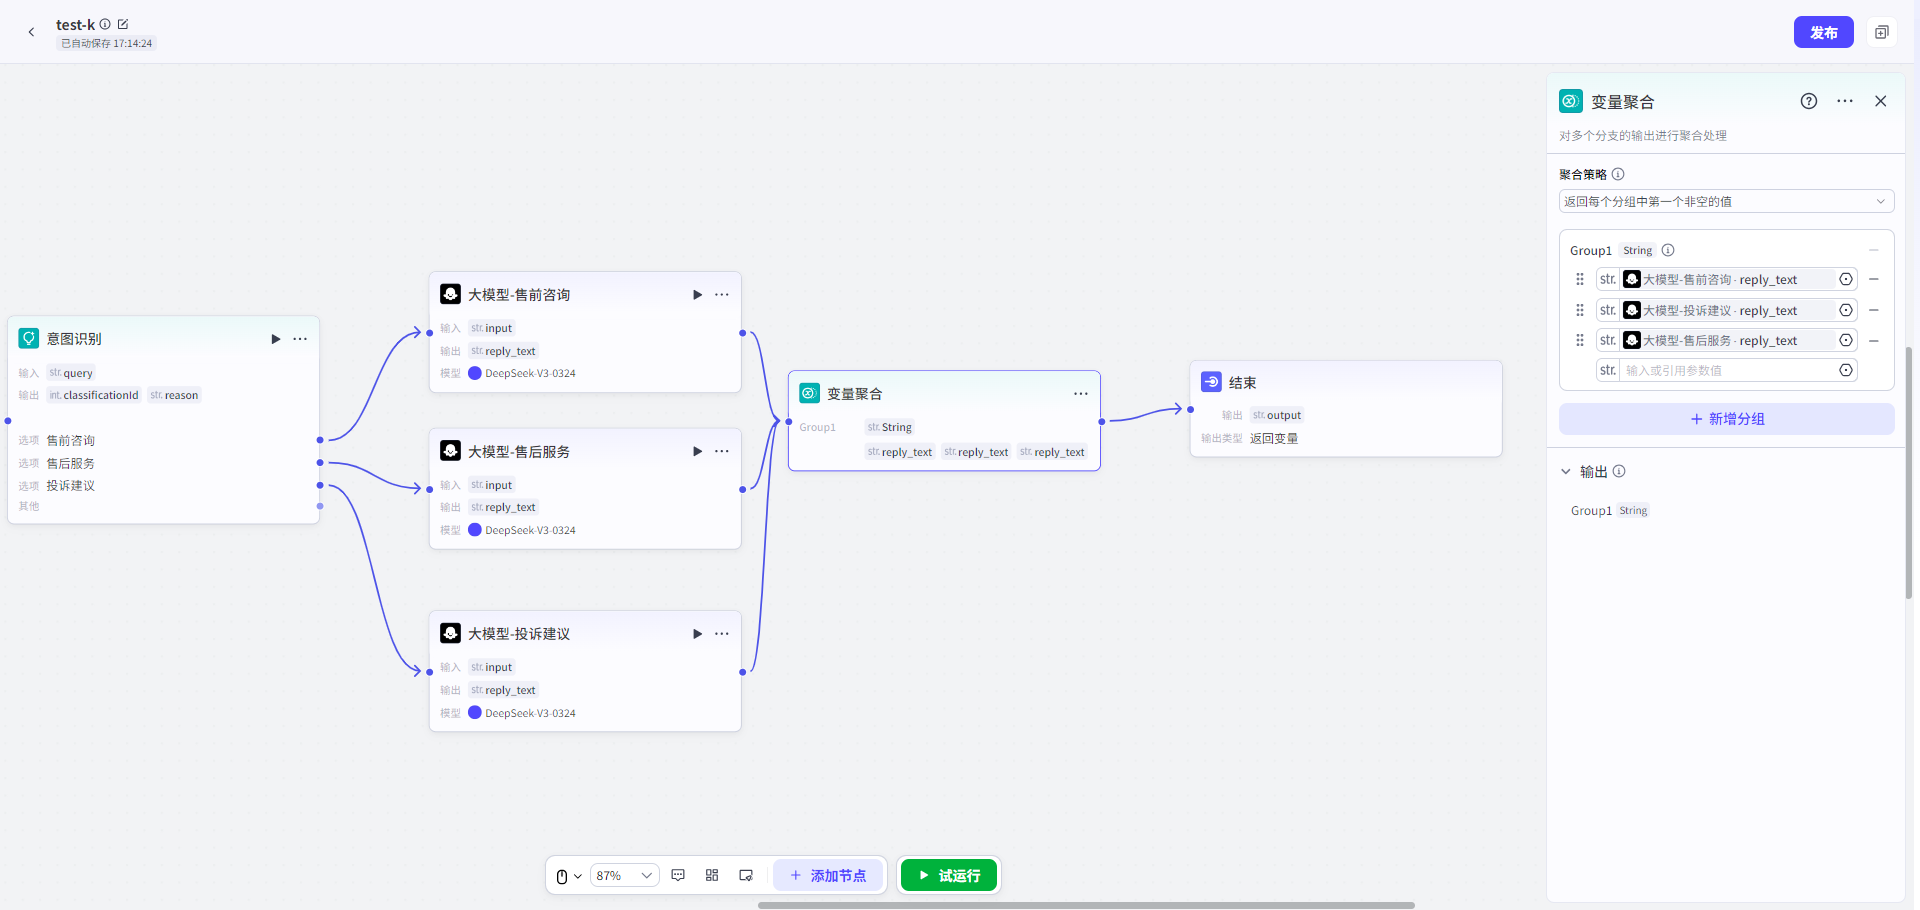 test-k
已自动保存 17:14:24
发布
意图识别
输入 str. query
输出 int. classificationId str. reason
选项 售前咨询
选项 售后服务
选项 投诉建议
其他
大模型-售前咨询
输入 str. input
输出 str. reply_text
模型 DeepSeek-V3-0324
大模型-售后服务
输入 str. input
输出 str. reply_text
模型 DeepSeek-V3-0324
大模型-投诉建议
输入 str. input
输出 str. reply_text
模型 DeepSeek-V3-0324
变量聚合
Group1 str. String
str. reply_text str. reply_text str. reply_text
结束
输出 str. output
输出类型 返回变量
87%
添加节点
试运行
变量聚合
对多个分支的输出进行聚合处理
聚合策略
返回每个分组中第一个非空的值
Group1 String
str. 大模型-售前咨询 · reply_text
str. 大模型-投诉建议 · reply_text
str. 大模型-售后服务 · reply_text
str. 输入或引用参数值
新增分组
输出
Group1 String